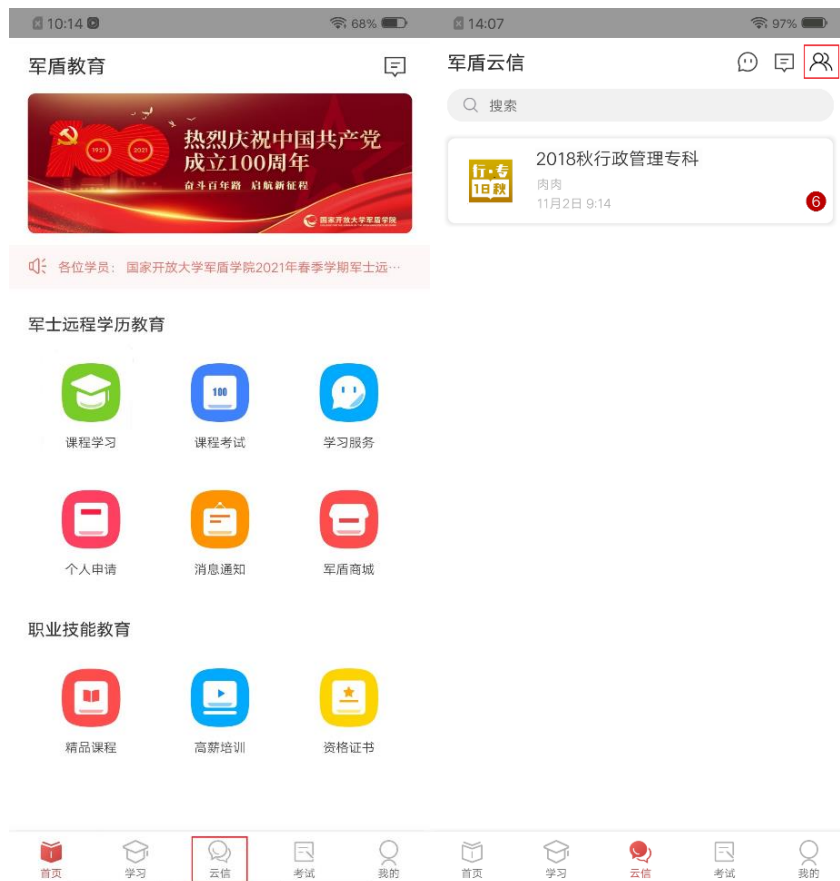 10:14
68%
军盾教育
100
1921
2021
热烈庆祝中国共产党
成立100周年
奋斗百年路 启航新征程
国家开放大学军盾学院
各位学员： 国家开放大学军盾学院2021年春季学期军士远…
军士远程学历教育
100
课程学习
课程考试
学习服务
个人申请
消息通知
军盾商城
职业技能教育
精品课程
高薪培训
资格证书
首页
学习
云信
考试
我的
14:07
97%
军盾云信
搜索
行·专
18秋
2018秋行政管理专科
肉肉
11月2日 9:14
6
首页
学习
云信
考试
我的